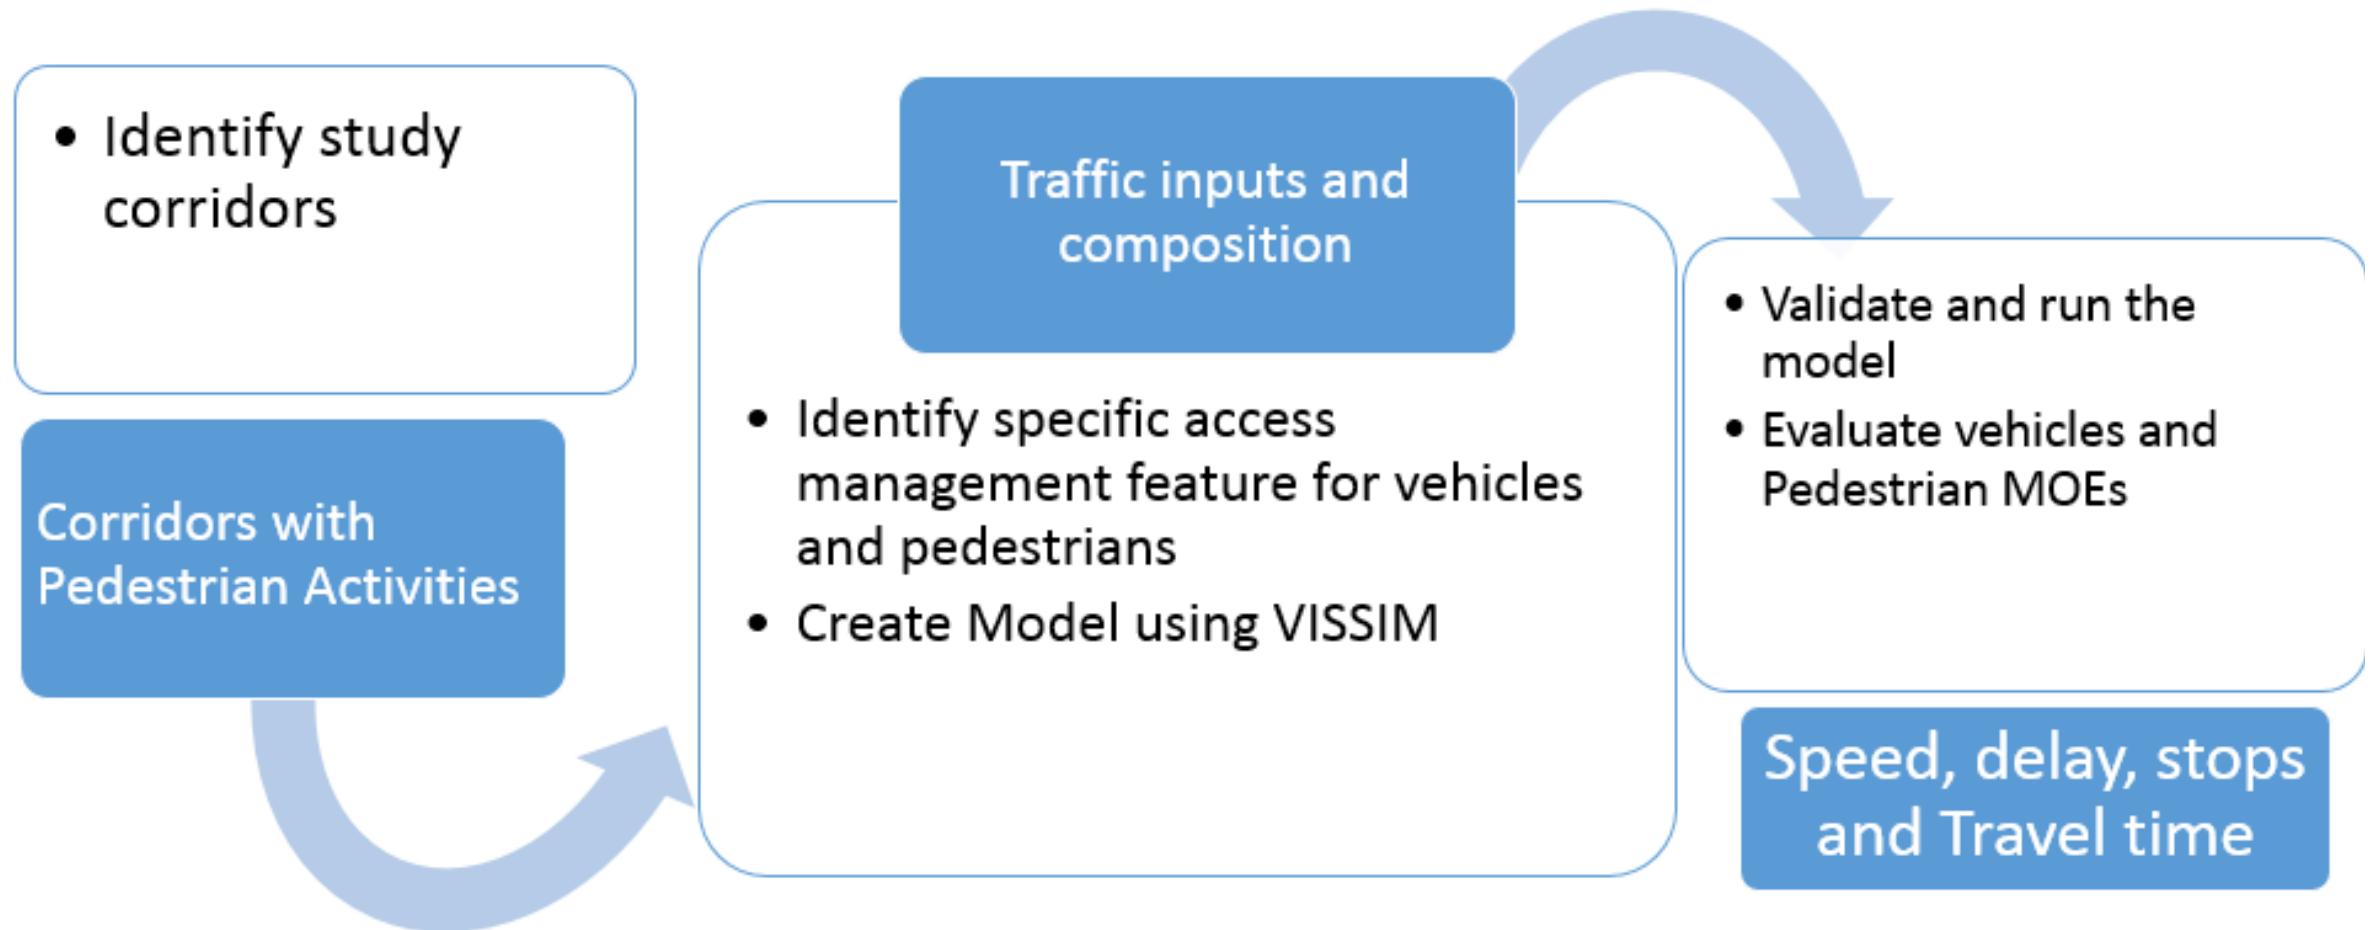 • Identify study
corridors
Corridors with
Pedestrian Activities
Traffic inputs and
composition
• Identify specific access
management feature for vehicles
and pedestrians
• Create Model using VISSIM
• Validate and run the
model
• Evaluate vehicles and
Pedestrian MOEs
Speed, delay, stops
and Travel time